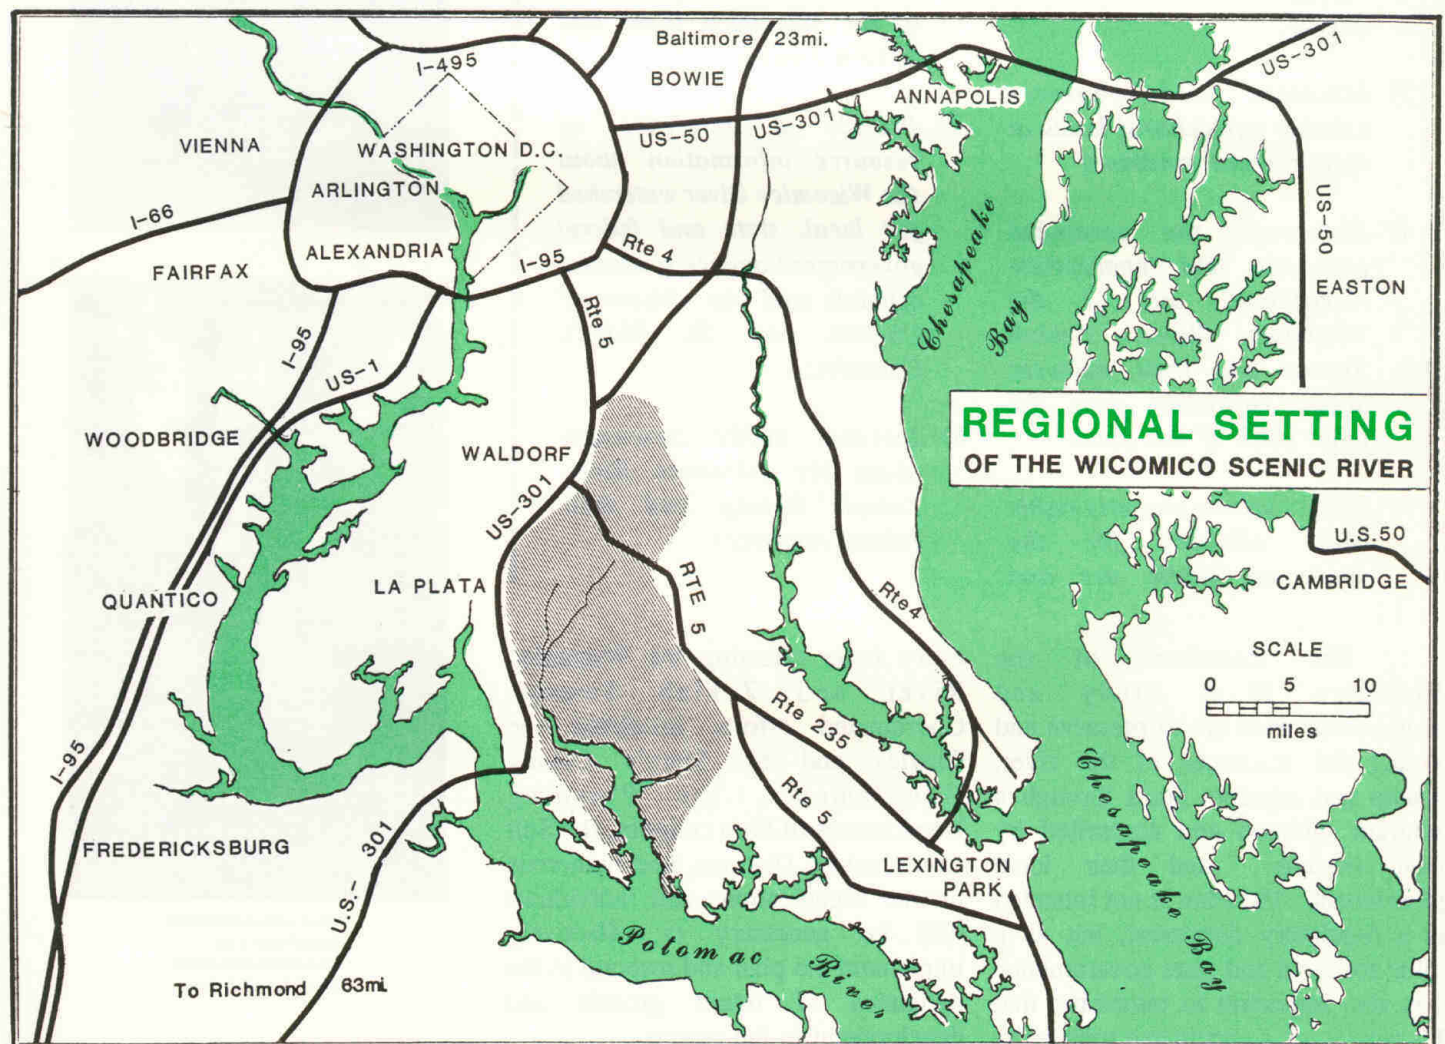 Baltimore 23mi.
I-495
BOWIE
US-301
ANNAPOLIS
US-50
US-301
VIENNA
WASHINGTON D.C.
ARLINGTON
I-66
US-50
ALEXANDRIA
Rte 4
I-95
FAIRFAX
Chesapeake
Bay
EASTON
Rte 5
I-95
US-1
REGIONAL SETTING
OF THE WICOMICO SCENIC RIVER
WOODBRIDGE
WALDORF
US-301
U.S.50
CAMBRIDGE
LA PLATA
QUANTICO
RTE 5
Rte4
SCALE
0 5 10
miles
Rte 235
I-95
Chesapeake Bay
Rte 5
FREDERICKSBURG
LEXINGTON
PARK
U.S.- 301
Potomac River
To Richmond 63mi.